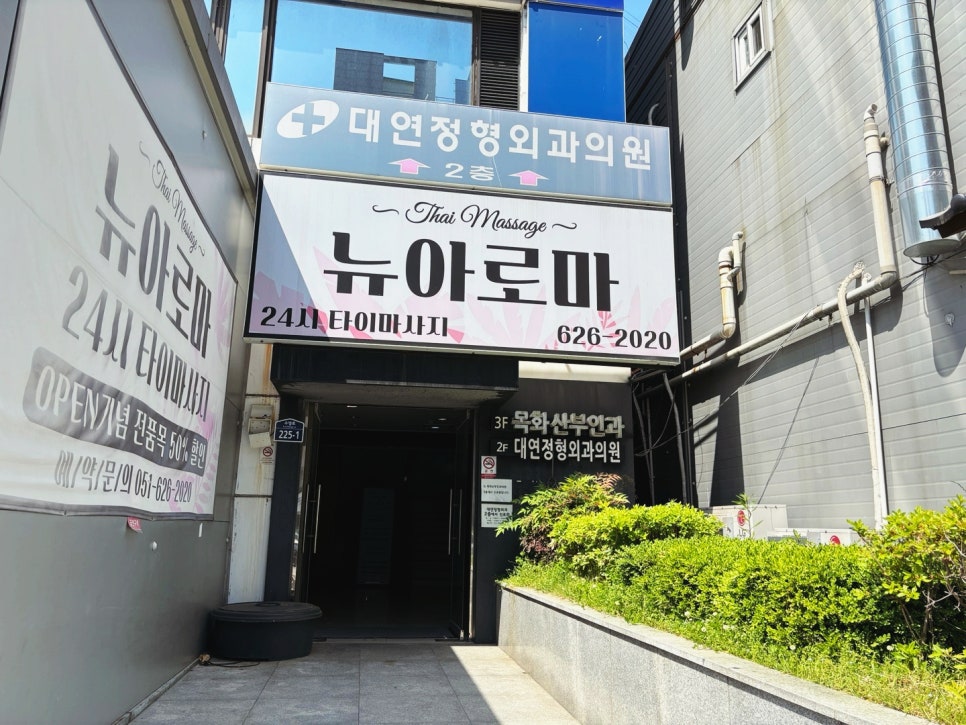 대연정형외과의원
2층
Thai Massage
뉴아로마
24시 타이마사지
626-2020
Thai Massage
뉴아로마
24시 타이마사지
OPEN기념 전품목 50% 할인
예/약/문/의 051-626-2020
225-1
3F 목화산부인과
2F 대연정형외과의원